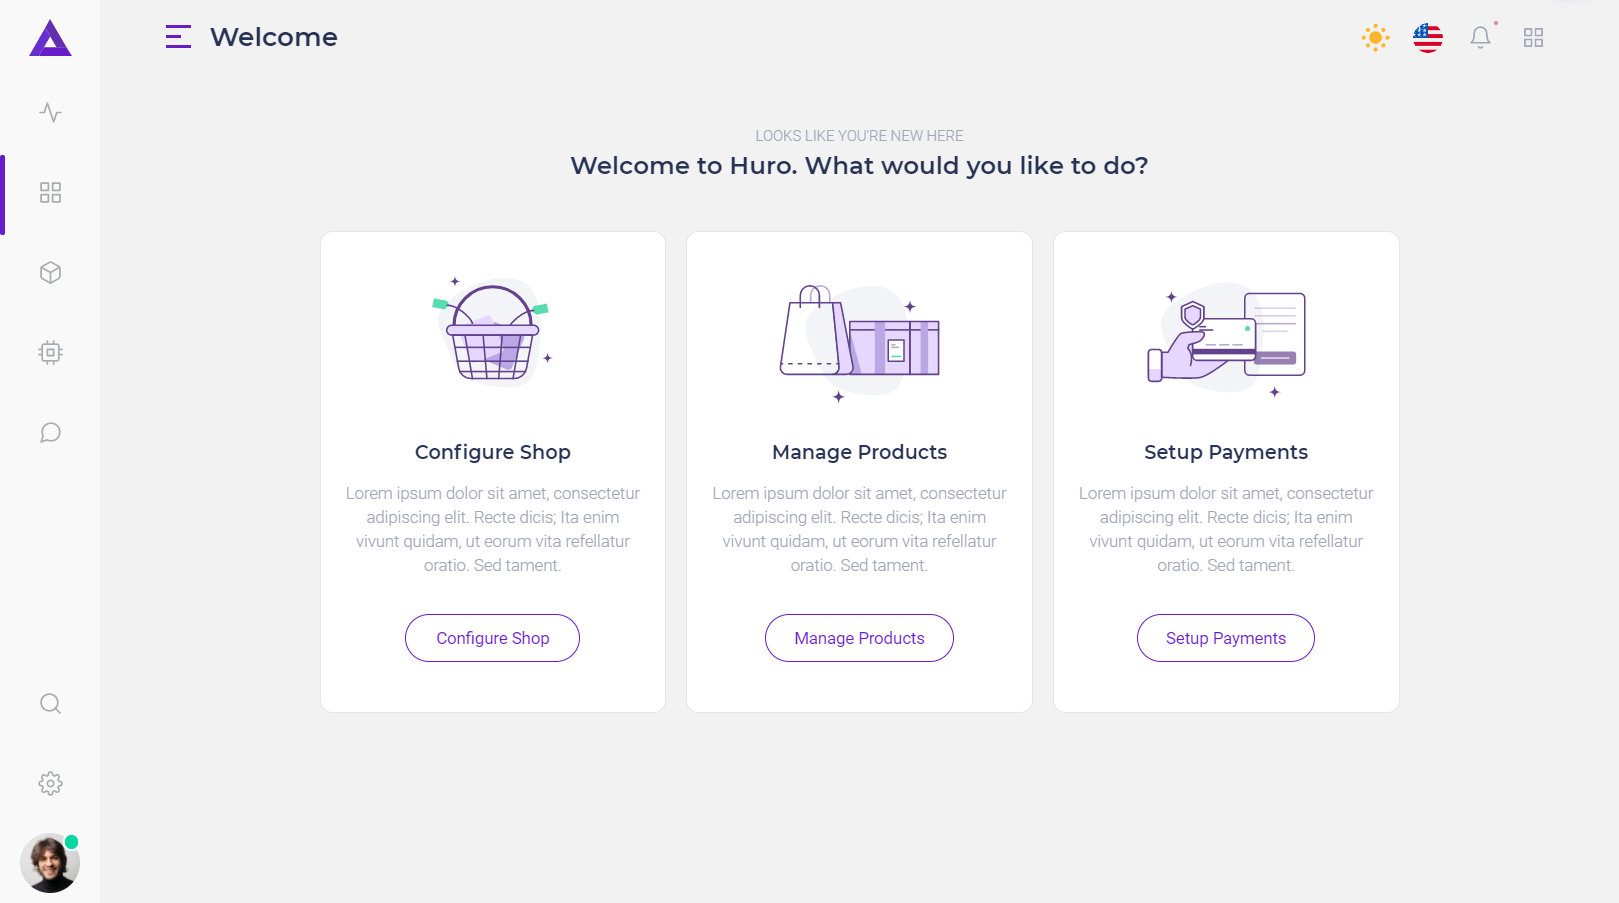 Welcome
LOOKS LIKE YOU'RE NEW HERE
Welcome to Huro. What would you like to do?
Configure Shop
Lorem ipsum dolor sit amet, consectetur
adipiscing elit. Recte dicis; Ita enim
vivunt quidam, ut eorum vita refellatur
oratio. Sed tament.
Configure Shop
Manage Products
Lorem ipsum dolor sit amet, consectetur
adipiscing elit. Recte dicis; Ita enim
vivunt quidam, ut eorum vita refellatur
oratio. Sed tament.
Manage Products
Setup Payments
Lorem ipsum dolor sit amet, consectetur
adipiscing elit. Recte dicis; Ita enim
vivunt quidam, ut eorum vita refellatur
oratio. Sed tament.
Setup Payments